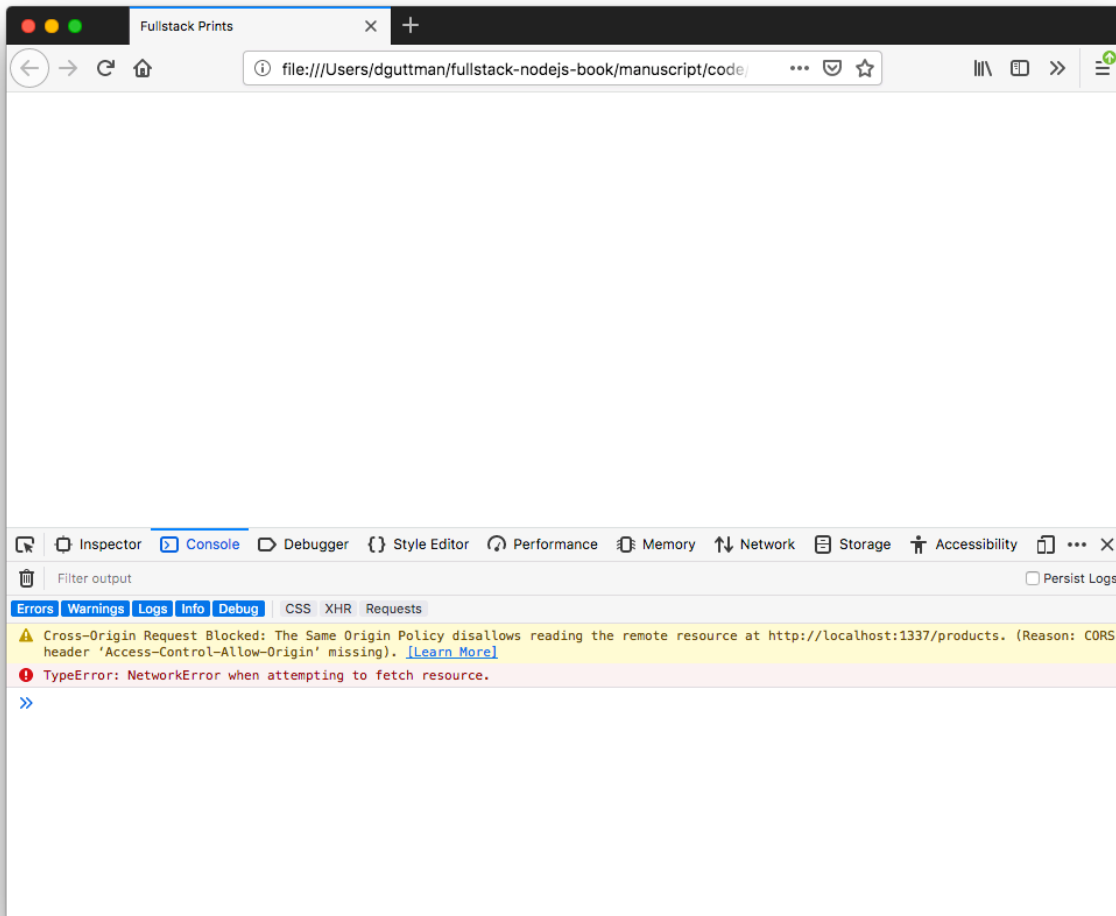 Fullstack Prints
file:///Users/dguttman/fullstack-nodejs-book/manuscript/code/
Inspector Console Debugger {} Style Editor Performance Memory Network Storage Accessibility
Filter output Persist Logs
Errors Warnings Logs Info Debug CSS XHR Requests
Cross-Origin Request Blocked: The Same Origin Policy disallows reading the remote resource at http://localhost:1337/products. (Reason: CORS
header ‘Access-Control-Allow-Origin’ missing). [Learn More]
TypeError: NetworkError when attempting to fetch resource.